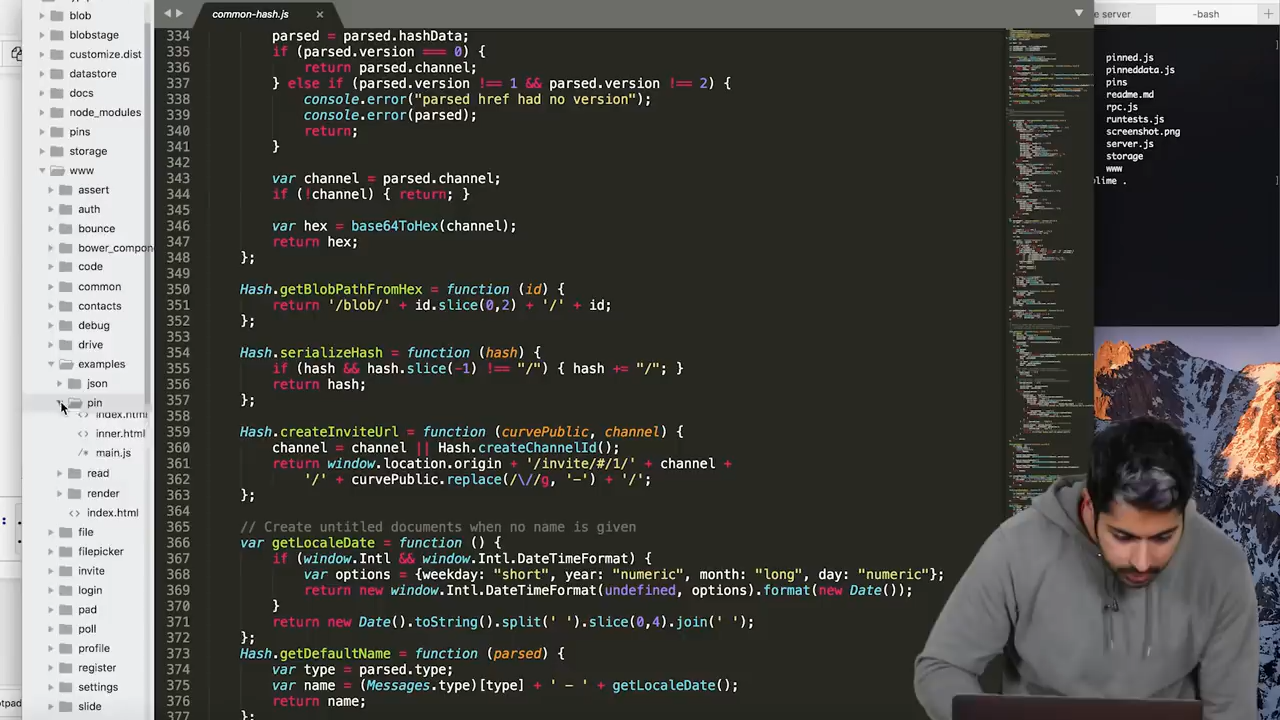 blob
blobstage
customize.dist
datastore
docs
node_modules
pins
assert
auth
bounce
bower_compon
code
common
contacts
debug
drive
examples
json
pin
index.html
inner.html
main.js
read
render
index.html
file
filepicker
invite
login
pad
poll
profile
register
settings
slide
common-hash.js
334 parsed = parsed.hashData;
335 if (parsed.version === 0) {
336 return parsed.channel;
337 } else if (parsed.version !== 1 && parsed.version !== 2) {
338 console.error("parsed href had no version");
339 console.error(parsed);
340 return;
341 }
342
343 var channel = parsed.channel;
344 if (!channel) { return; }
345
346 var hex = base64ToHex(channel);
347 return hex;
348 };
349
350 Hash.getBlobPathFromHex = function (id) {
351 return '/blob/' + id.slice(0,2) + '/' + id;
352 };
353
354 Hash.serializeHash = function (hash) {
355 if (hash && hash.slice(-1) !== "/") { hash += "/"; }
356 return hash;
357 };
358
359 Hash.createInviteUrl = function (curvePublic, channel) {
360 channel = channel || Hash.createChannelId();
361 return window.location.origin + '/invite/#/1/' + channel +
362 '/' + curvePublic.replace(/\//g, '-') + '/';
363 };
364
365 // Create untitled documents when no name is given
366 var getLocaleDate = function () {
367 if (window.Intl && window.Intl.DateTimeFormat) {
368 var options = {weekday: "short", year: "numeric", month: "long", day: "numeric"};
369 return new window.Intl.DateTimeFormat(undefined, options).format(new Date());
370 }
371 return new Date().toString().split(' ').slice(0,4).join(' ');
372 };
373 Hash.getDefaultName = function (parsed) {
374 var type = parsed.type;
375 var name = (Messages.type)[type] + ' - ' + getLocaleDate();
376 return name;
377 };
server
-bash
pinned.js
pinneddata.js
pins
readme.md
rpc.js
runtests.js
screenshot.png
server.js
storage
www
lime .